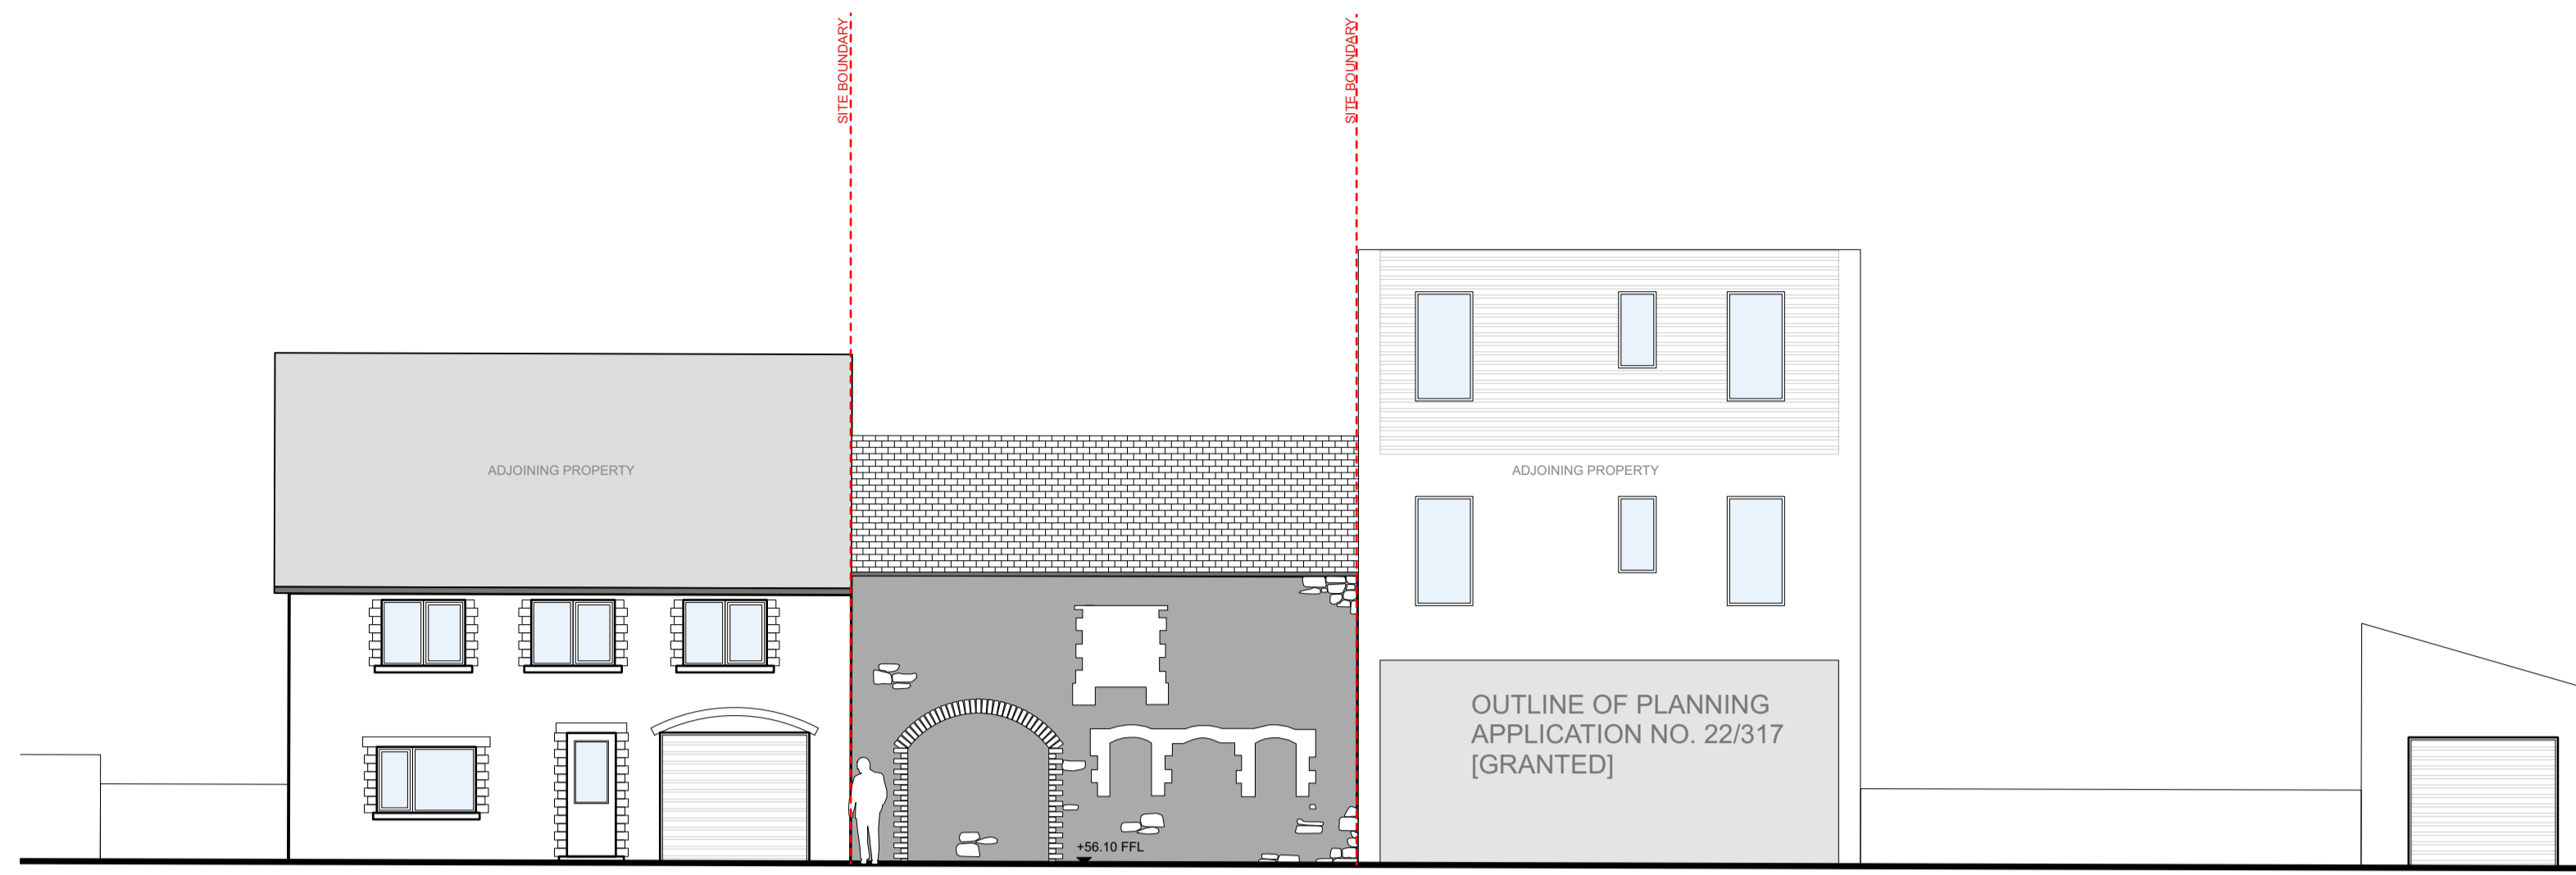 SITE BOUNDARY
SITE BOUNDARY
ADJOINING PROPERTY
ADJOINING PROPERTY
OUTLINE OF PLANNING
APPLICATION NO. 22/317
[GRANTED]
+56.10 FFL